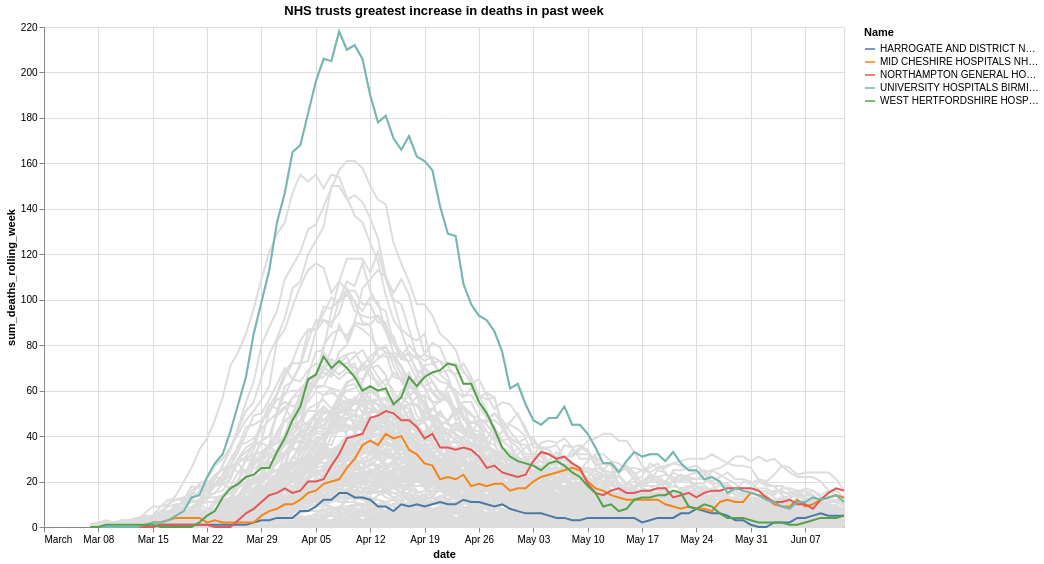 NHS trusts greatest increase in deaths in past week
220
200
180
160
140
120
100
80
60
40
20
0
sum_deaths_rolling_week
March Mar 08 Mar 15 Mar 22 Mar 29 Apr 05 Apr 12 Apr 19 Apr 26 May 03 May 10 May 17 May 24 May 31 Jun 07
date
Name
HARROGATE AND DISTRICT N…
MID CHESHIRE HOSPITALS NH…
NORTHAMPTON GENERAL HO…
UNIVERSITY HOSPITALS BIRMI…
WEST HERTFORDSHIRE HOSP…